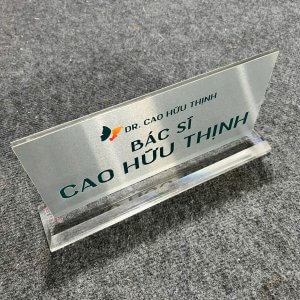 DR. CAO HỮU THỊNH
BÁC SĨ
CAO HỮU THỊNH